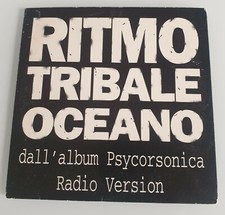 RITMO
TRIBALE
OCEANO
dall'album Psycorsonica
Radio Version